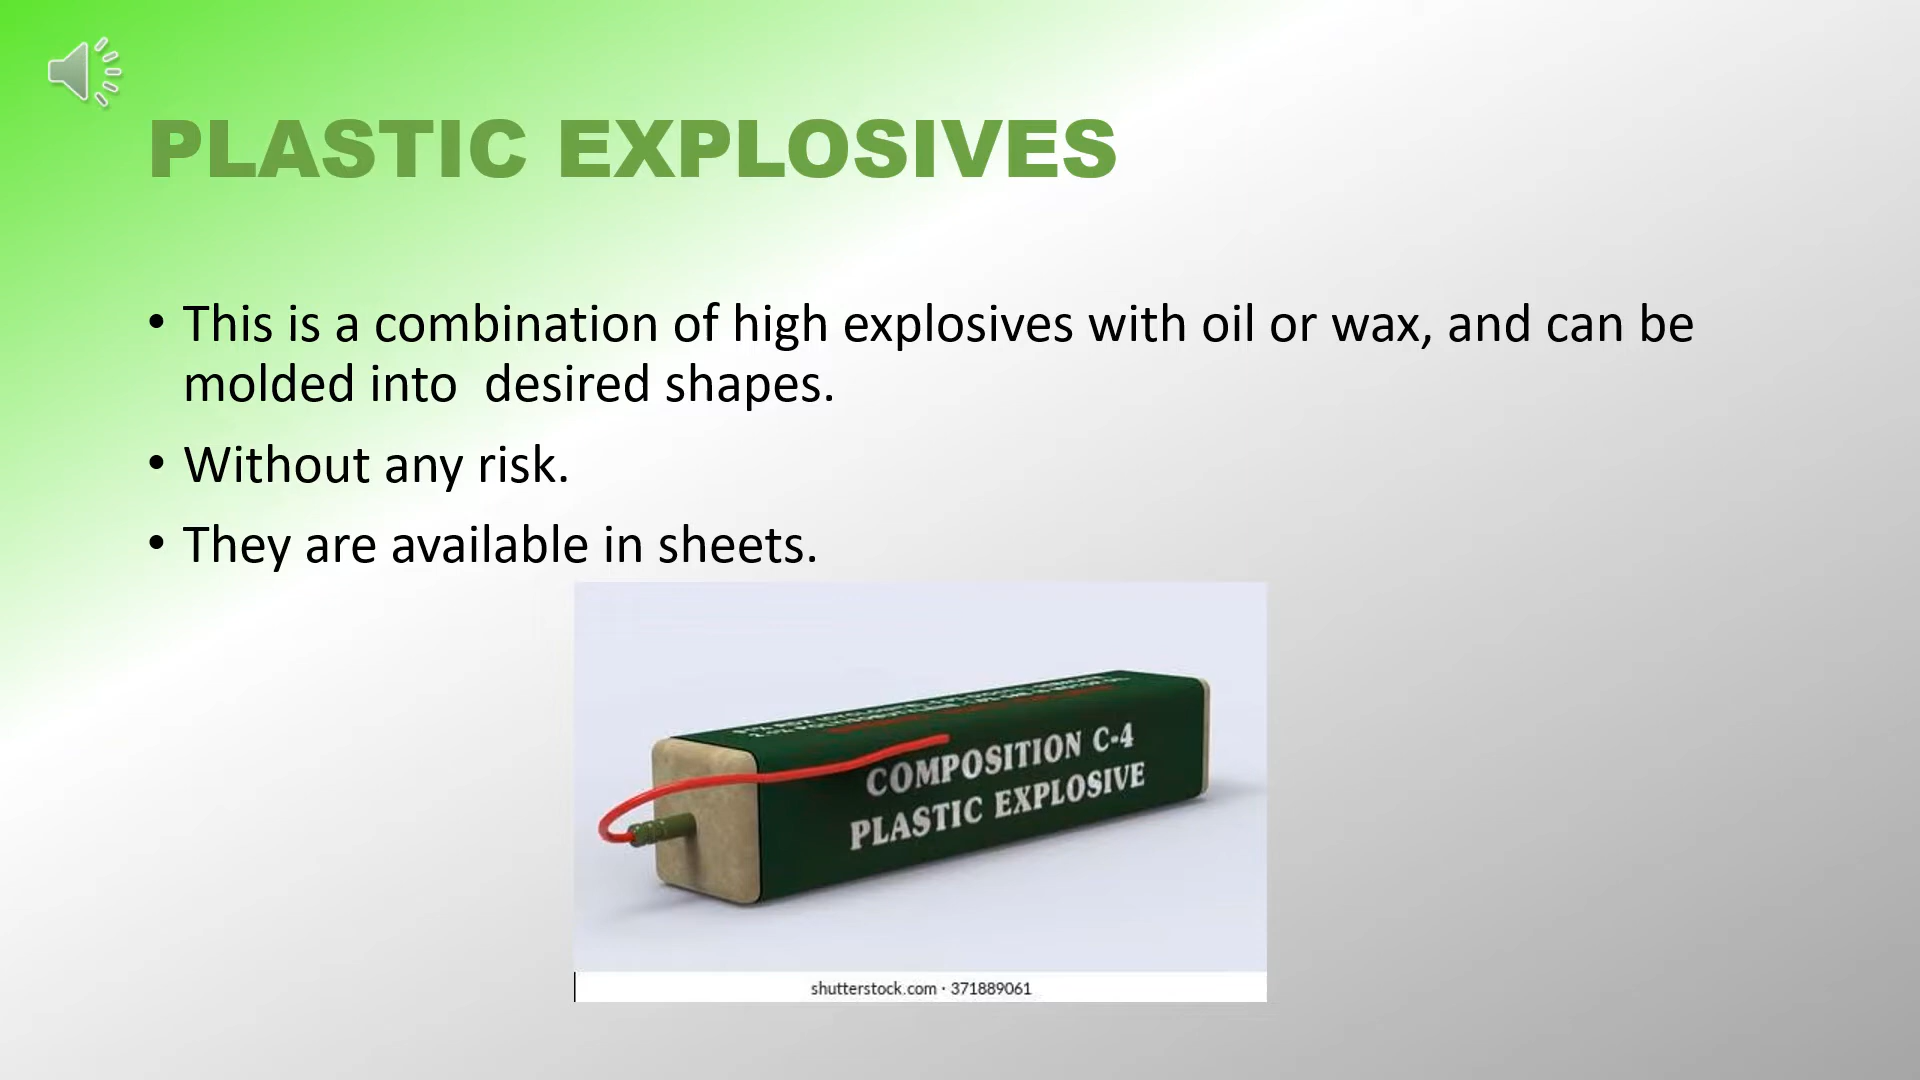 PLASTIC EXPLOSIVES
• This is a combination of high explosives with oil or wax, and can be
molded into  desired shapes.
• Without any risk.
• They are available in sheets.
COMPOSITION C-4
PLASTIC EXPLOSIVE
shutterstock.com · 371889061